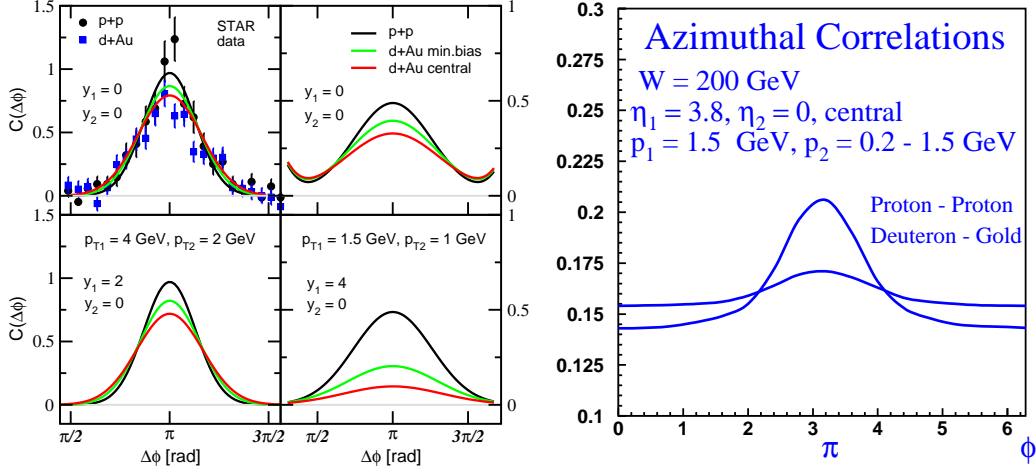 p+p
d+Au
STAR
data
y₁ = 0
y₂ = 0
C(Δϕ)
1.5
1
0.5
0
p+p
d+Au min.bias
d+Au central
y₁ = 0
y₂ = 0
1
0.5
0
p_T1 = 4 GeV, p_T2 = 2 GeV
y₁ = 2
y₂ = 0
C(Δϕ)
1.5
1
0.5
0
π/2 π 3π/2
Δϕ [rad]
p_T1 = 1.5 GeV, p_T2 = 1 GeV
y₁ = 4
y₂ = 0
1
0.5
0
π/2 π 3π/2
Δϕ [rad]
Azimuthal Correlations
W = 200 GeV
η₁ = 3.8, η₂ = 0, central
p₁ = 1.5 GeV, p₂ = 0.2 - 1.5 GeV
Proton - Proton
Deuteron - Gold
0.3
0.275
0.25
0.225
0.2
0.175
0.15
0.125
0.1
0 1 2 3 4 5 6
π ϕ